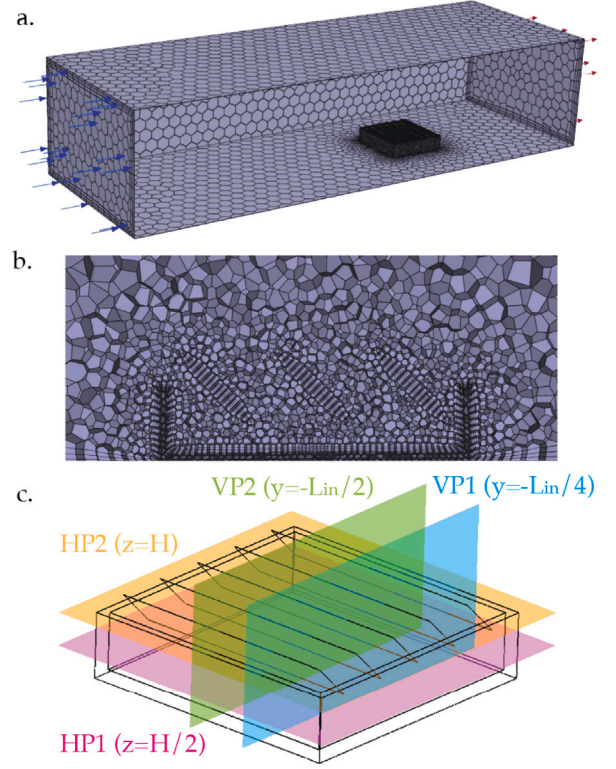 a.
b.
c.
VP2 (y=-Lin/2)
VP1 (y=-Lin/4)
HP2 (z=H)
HP1 (z=H/2)